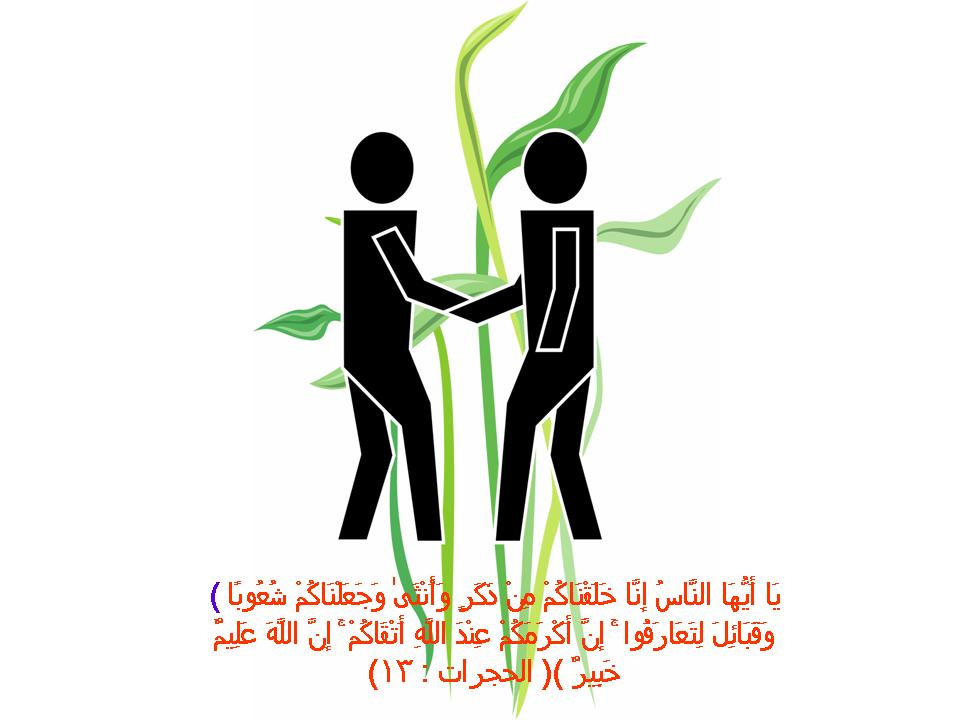 يَا أَيُّهَا النَّاسُ إِنَّا خَلَقْنَاكُمْ مِنْ ذَكَرٍ وَأُنْثَىٰ وَجَعَلْنَاكُمْ شُعُوبًا (
وَقَبَائِلَ لِتَعَارَفُوا ۚ إِنَّ أَكْرَمَكُمْ عِنْدَ اللَّهِ أَتْقَاكُمْ ۚ إِنَّ اللَّهَ عَلِيمٌ
خَبِيرٌ )( الحجرات : ١٣)